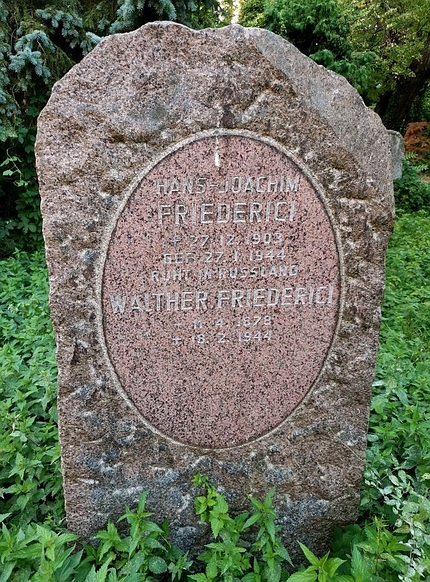 HANS-JOACHIM
FRIEDERICI
* 27.12.1903
GEF. 27.1.1944
RUHT IN RUSSLAND
WALTHER FRIEDERICI
* 11.4.1878
+ 18.2.1944